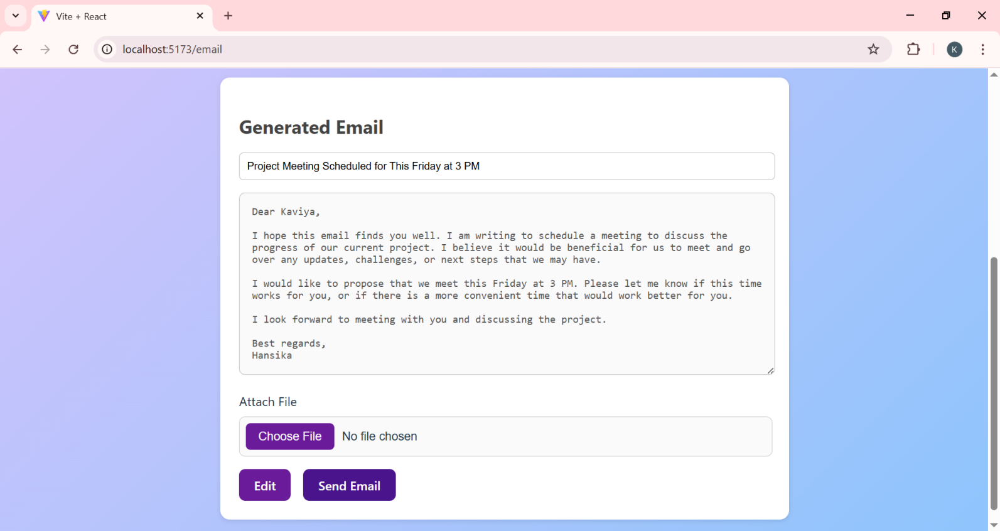 Vite + React
localhost:5173/email
K
Generated Email
Project Meeting Scheduled for This Friday at 3 PM
Dear Kaviya,
I hope this email finds you well. I am writing to schedule a meeting to discuss the
progress of our current project. I believe it would be beneficial for us to meet and go
over any updates, challenges, or next steps that we may have.
I would like to propose that we meet this Friday at 3 PM. Please let me know if this time
works for you, or if there is a more convenient time that would work better for you.
I look forward to meeting with you and discussing the project.
Best regards,
Hansika
Attach File
Choose File No file chosen
Edit Send Email